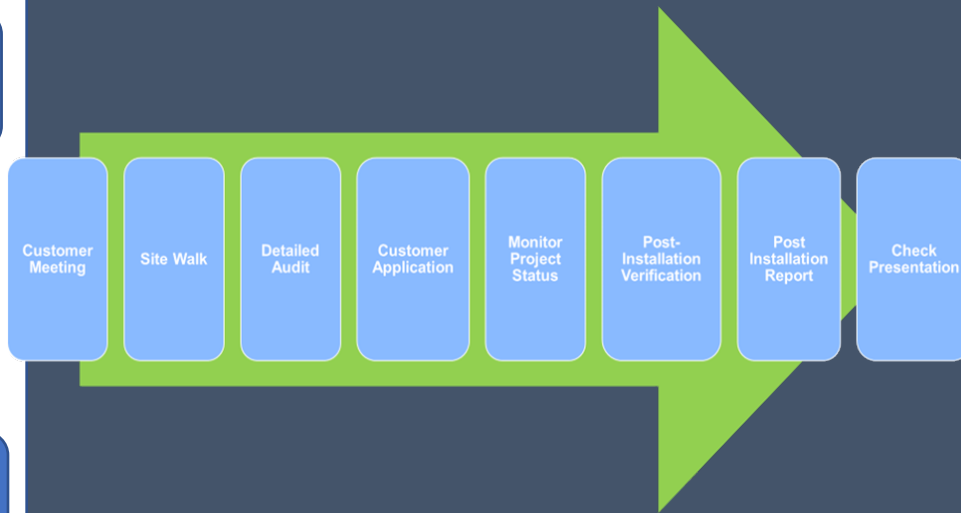 Customer
Meeting
Site Walk
Detailed
Audit
Customer
Application
Monitor
Project
Status
Post-
Installation
Verification
Post
Installation
Report
Check
Presentation